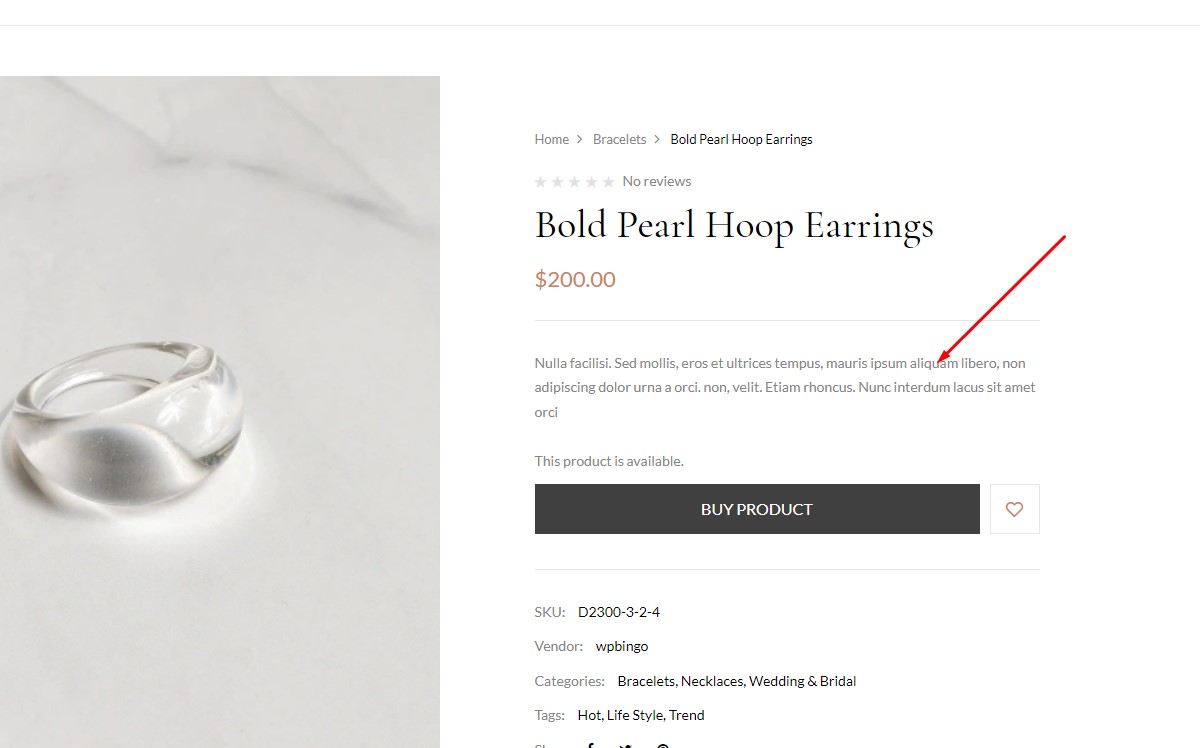 Home > Bracelets > Bold Pearl Hoop Earrings
No reviews
Bold Pearl Hoop Earrings
$200.00
Nulla facilisi. Sed mollis, eros et ultrices tempus, mauris ipsum aliquam libero, non
adipiscing dolor urna a orci. non, velit. Etiam rhoncus. Nunc interdum lacus sit amet
orci
This product is available.
BUY PRODUCT
SKU: D2300-3-2-4
Vendor: wpbingo
Categories: Bracelets, Necklaces, Wedding & Bridal
Tags: Hot, Life Style, Trend